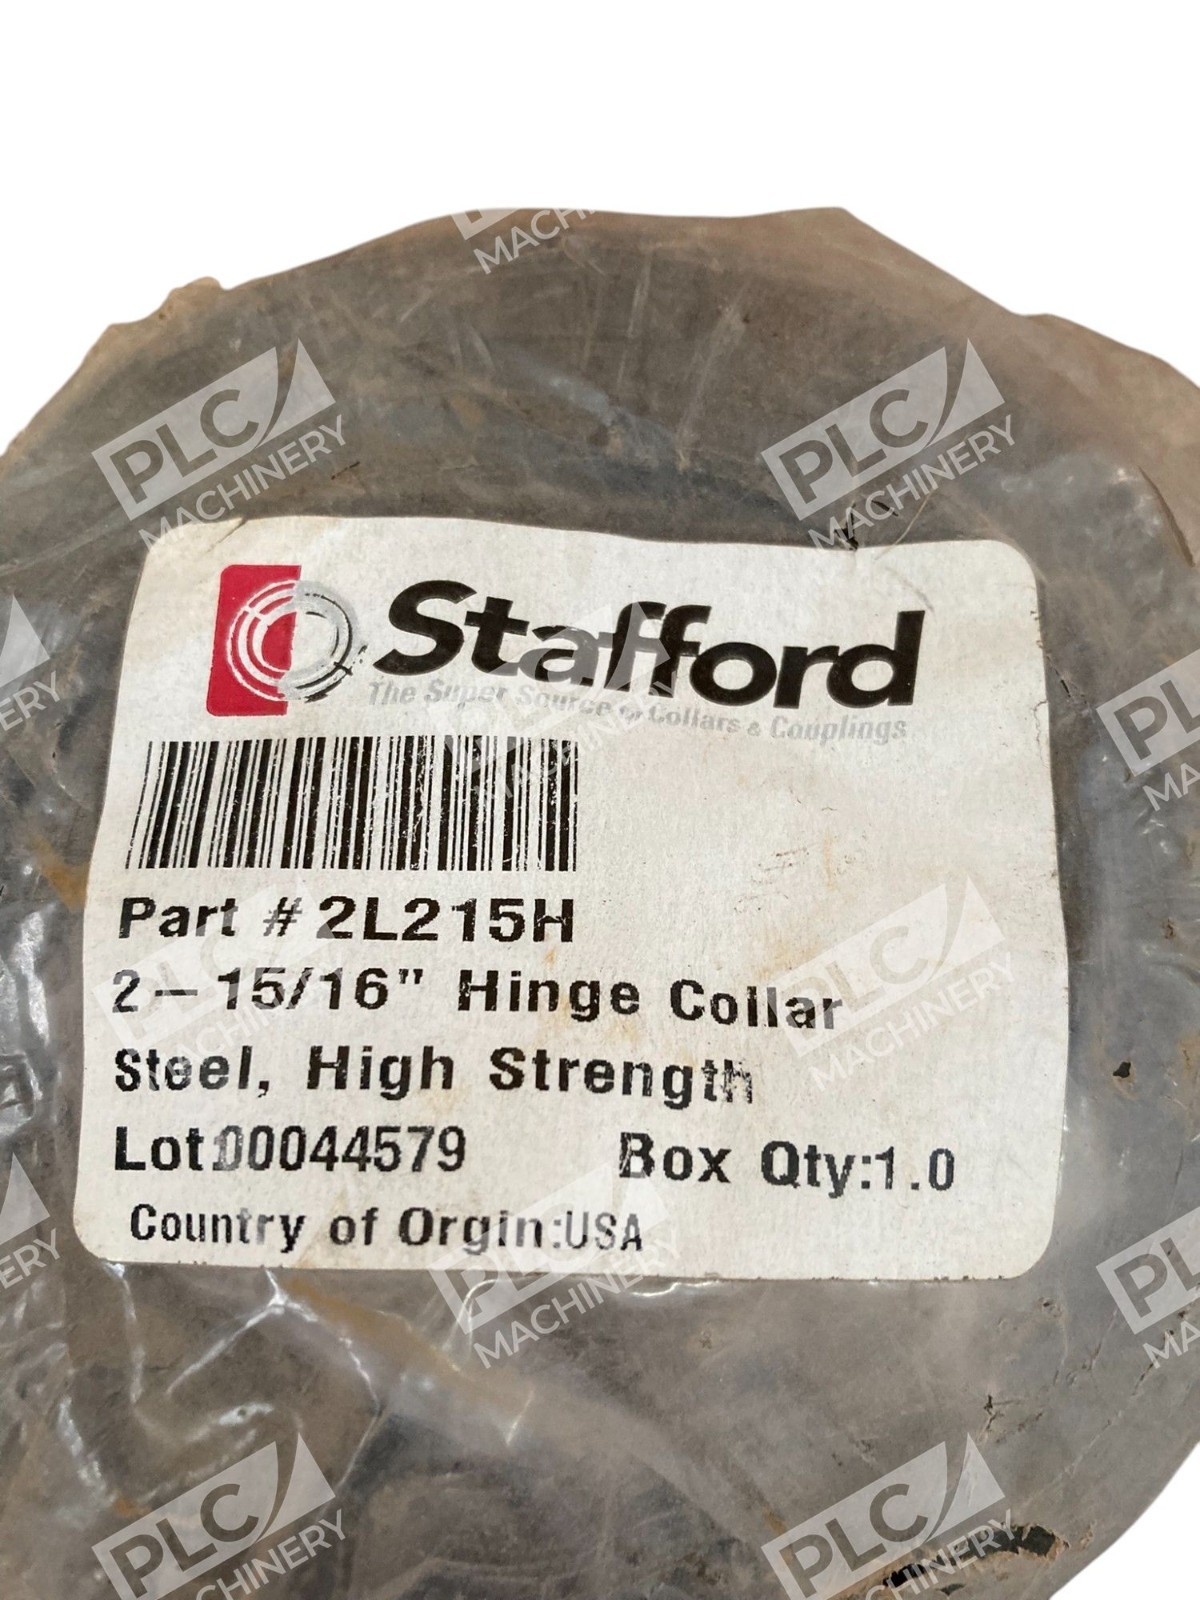 Stafford
The Super Source of Collars & Couplings
Part # 2L215H
2-15/16" Hinge Collar
Steel, High Strength
Lot:00044579 Box Qty:1.0
Country of Orgin:USA
PLC MACHINERY